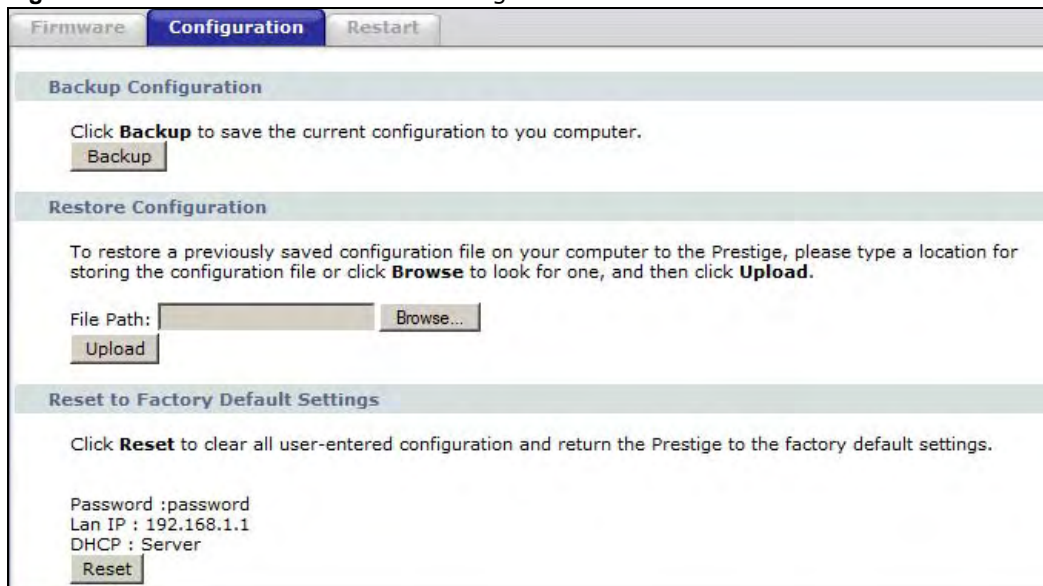 Firmware Configuration Restart
Backup Configuration
Click Backup to save the current configuration to you computer.
Backup
Restore Configuration
To restore a previously saved configuration file on your computer to the Prestige, please type a location for
storing the configuration file or click Browse to look for one, and then click Upload.
File Path: Browse...
Upload
Reset to Factory Default Settings
Click Reset to clear all user-entered configuration and return the Prestige to the factory default settings.
Password :password
Lan IP : 192.168.1.1
DHCP : Server
Reset